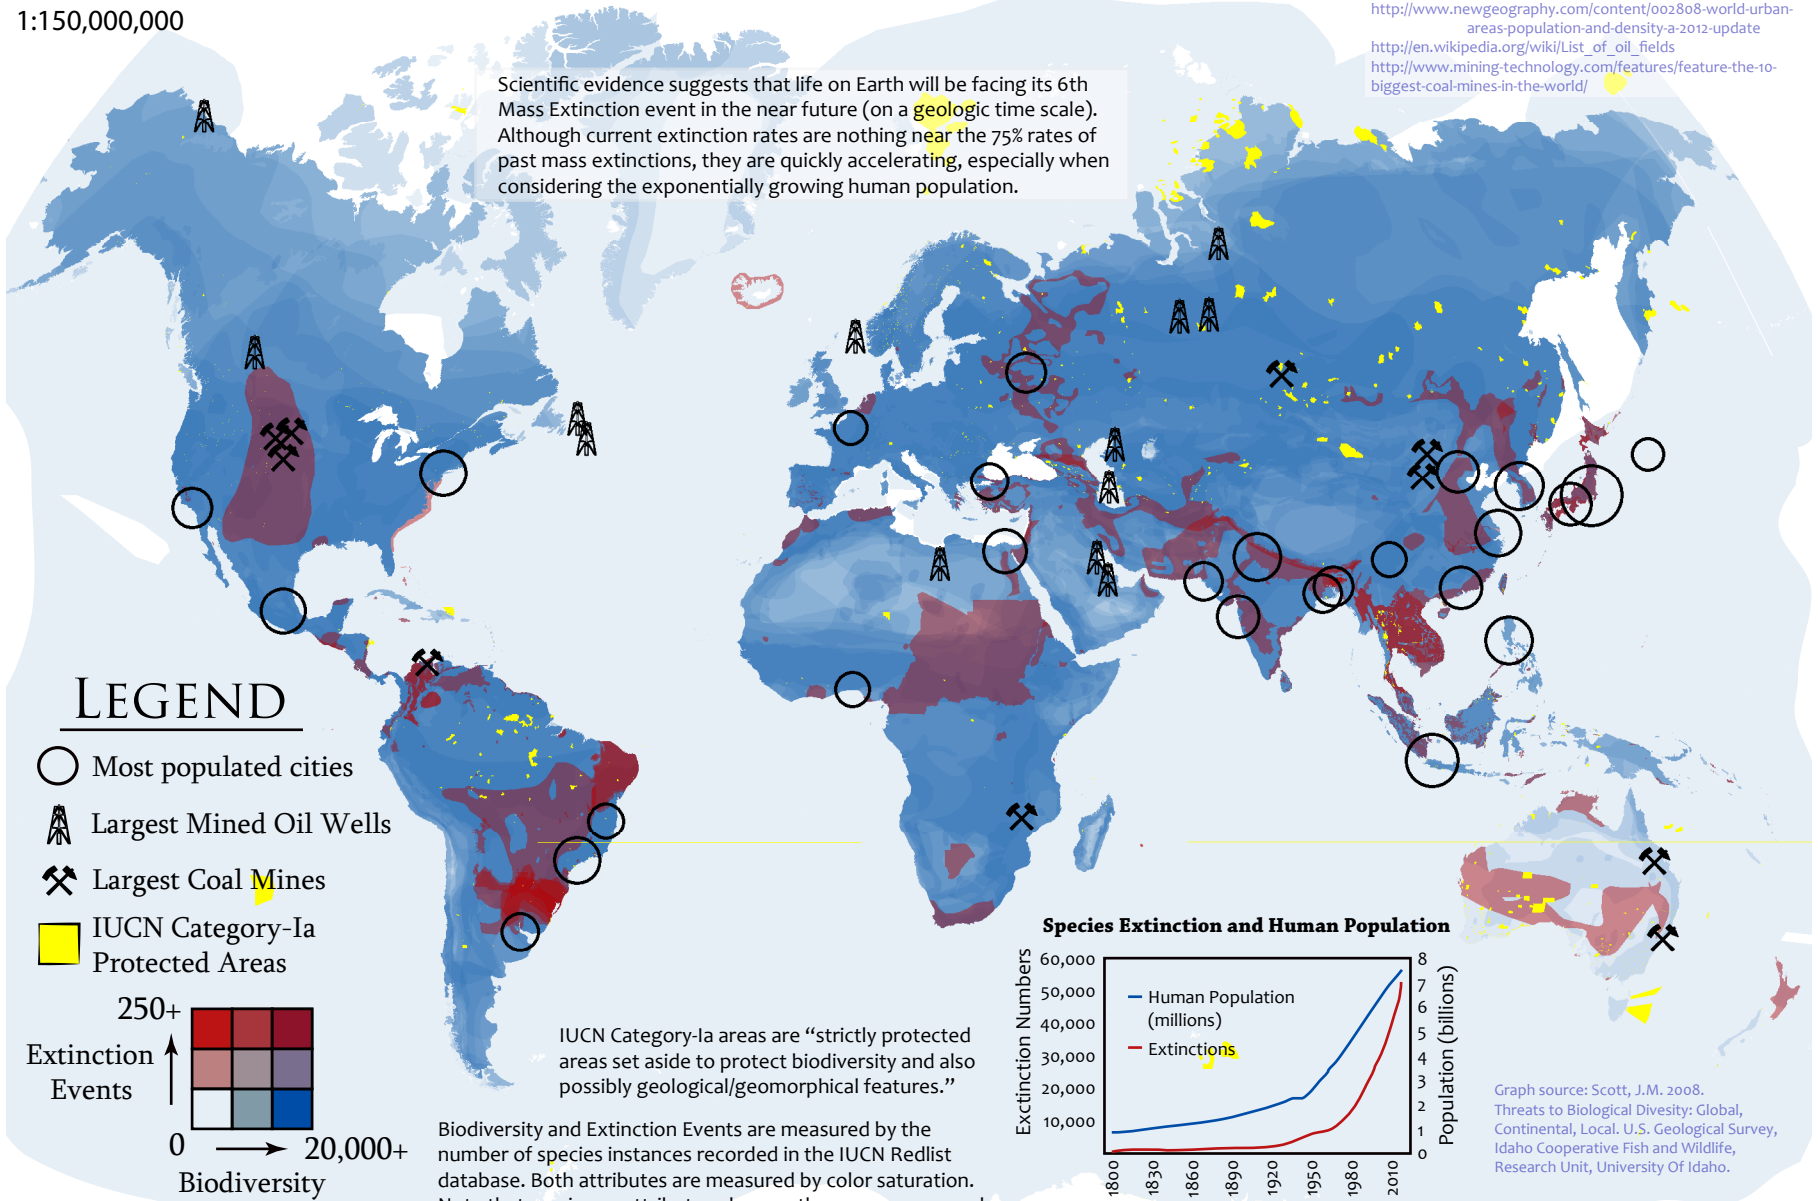 1:150,000,000
http://www.newgeography.com/content/002808-world-urban-
areas-population-and-density-a-2012-update
http://en.wikipedia.org/wiki/List_of_oil_fields
http://www.mining-technology.com/features/feature-the-10-
biggest-coal-mines-in-the-world/
Scientific evidence suggests that life on Earth will be facing its 6th
Mass Extinction event in the near future (on a geologic time scale).
Although current extinction rates are nothing near the 75% rates of
past mass extinctions, they are quickly accelerating, especially when
considering the exponentially growing human population.
LEGEND
Most populated cities
Largest Mined Oil Wells
Largest Coal Mines
IUCN Category-Ia
Protected Areas
250+
Extinction
Events
0
20,000+
Biodiversity
IUCN Category-Ia areas are “strictly protected
areas set aside to protect biodiversity and also
possibly geological/geomorphical features.”
Biodiversity and Extinction Events are measured by the
number of species instances recorded in the IUCN Redlist
database. Both attributes are measured by color saturation.
Species Extinction and Human Population
Exctinction Numbers
60,000
50,000
40,000
30,000
20,000
10,000
Human Population
(millions)
Extinctions
8
7
6
5
4
3
2
1
0
Population (billions)
1800
1830
1860
1890
1920
1950
1980
2010
Graph source: Scott, J.M. 2008.
Threats to Biological Divesity: Global,
Continental, Local. U.S. Geological Survey,
Idaho Cooperative Fish and Wildlife,
Research Unit, University Of Idaho.